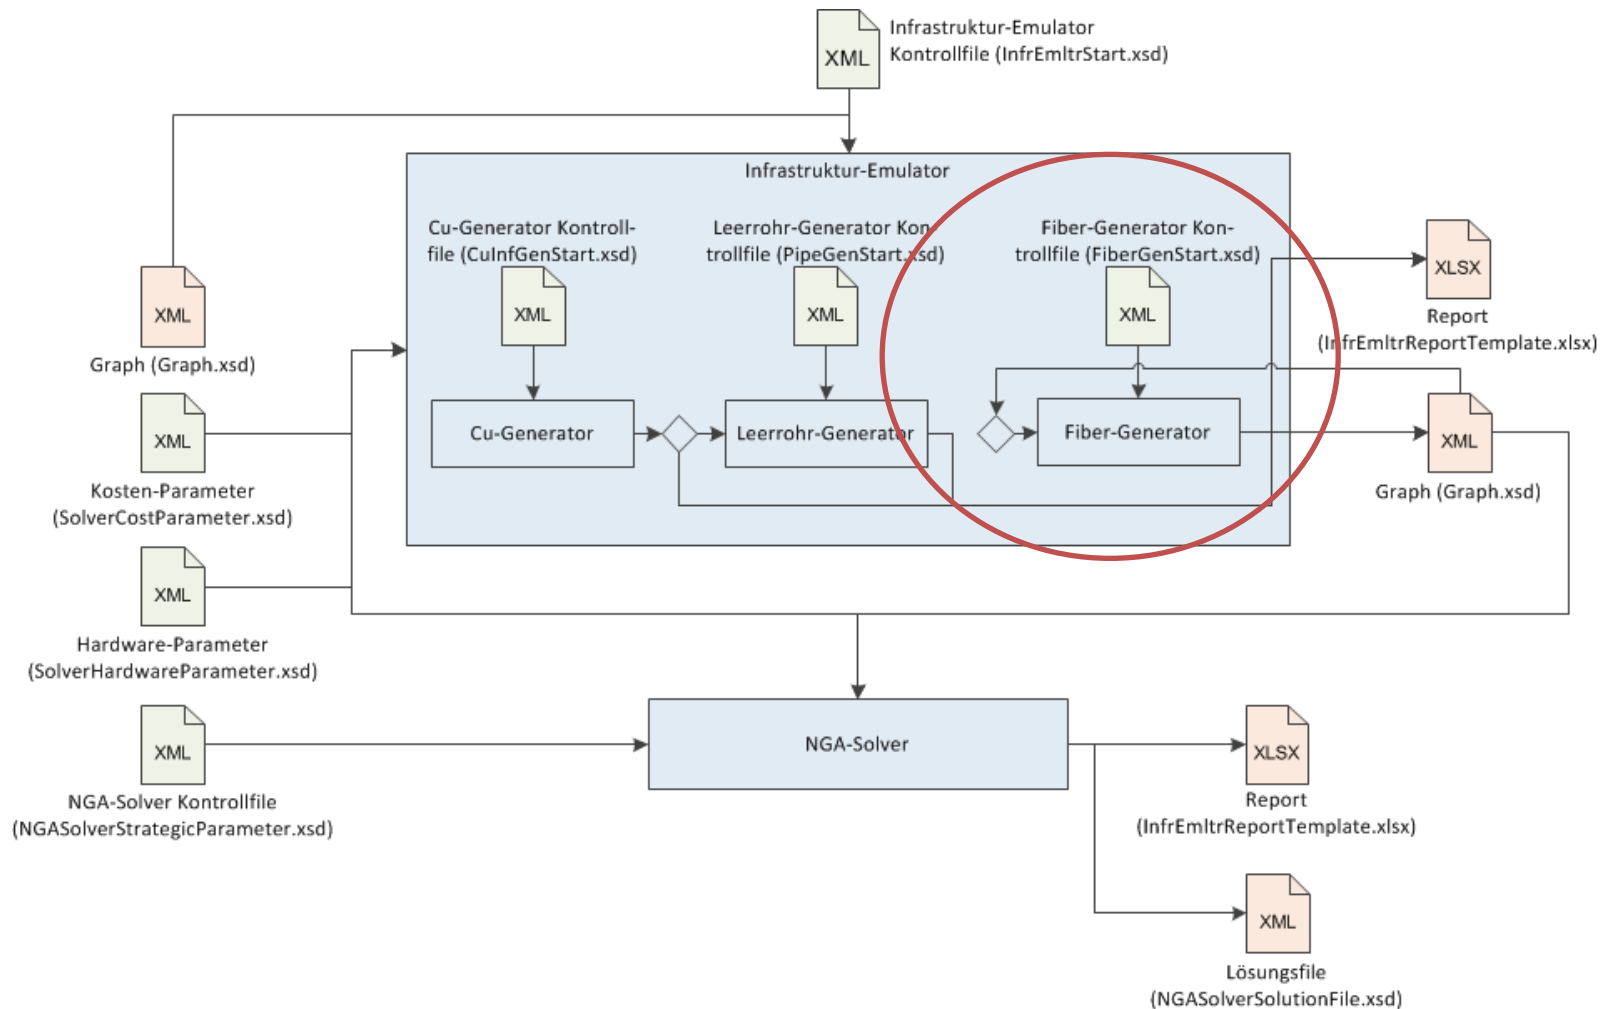 XML
Infrastruktur-Emulator
Kontrollfile (InfrEmltrStart.xsd)
Infrastruktur-Emulator
Cu-Generator Kontroll-
file (CuInfGenStart.xsd)
XML
Cu-Generator
Leerrohr-Generator Kon-
trollfile (PipeGenStart.xsd)
XML
Leerrohr-Generator
Fiber-Generator Kon-
trollfile (FiberGenStart.xsd)
XML
Fiber-Generator
XLSX
Report
(InfrEmltrReportTemplate.xlsx)
XML
Graph (Graph.xsd)
XML
Graph (Graph.xsd)
XML
Kosten-Parameter
(SolverCostParameter.xsd)
XML
Hardware-Parameter
(SolverHardwareParameter.xsd)
XML
NGA-Solver Kontrollfile
(NGASolverStrategicParameter.xsd)
NGA-Solver
XLSX
Report
(InfrEmltrReportTemplate.xlsx)
XML
Lösungsfile
(NGASolverSolutionFile.xsd)